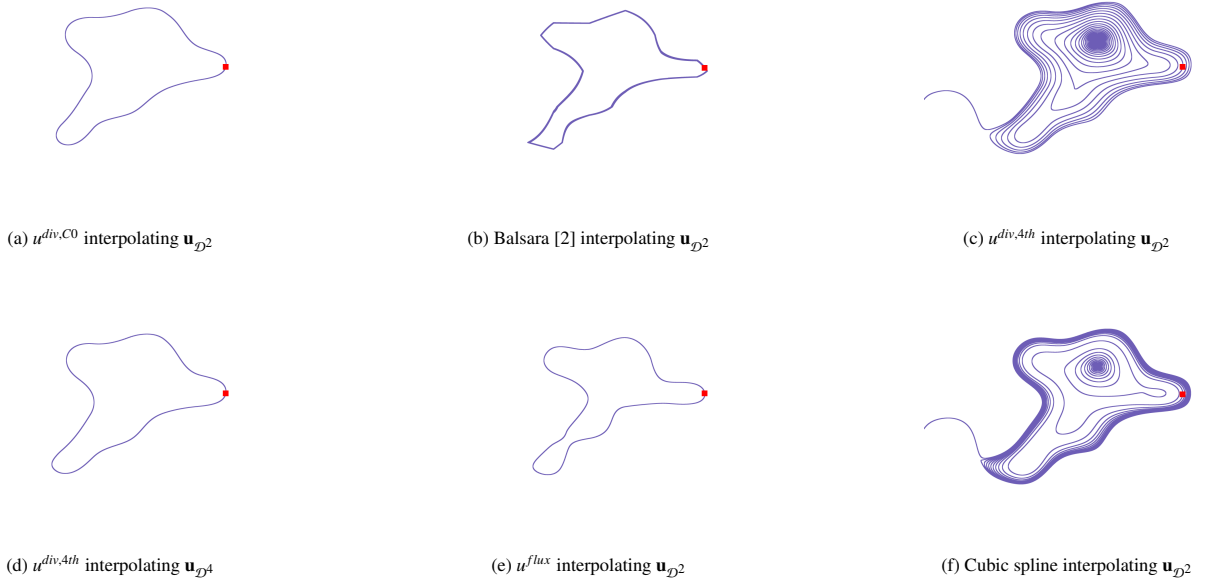 (a) u^{div,C0} interpolating 𝐮_{𝒟^2}
(b) Balsara [2] interpolating 𝐮_{𝒟^2}
(c) u^{div,4th} interpolating 𝐮_{𝒟^2}
(d) u^{div,4th} interpolating 𝐮_{𝒟^4}
(e) u^{flux} interpolating 𝐮_{𝒟^2}
(f) Cubic spline interpolating 𝐮_{𝒟^2}